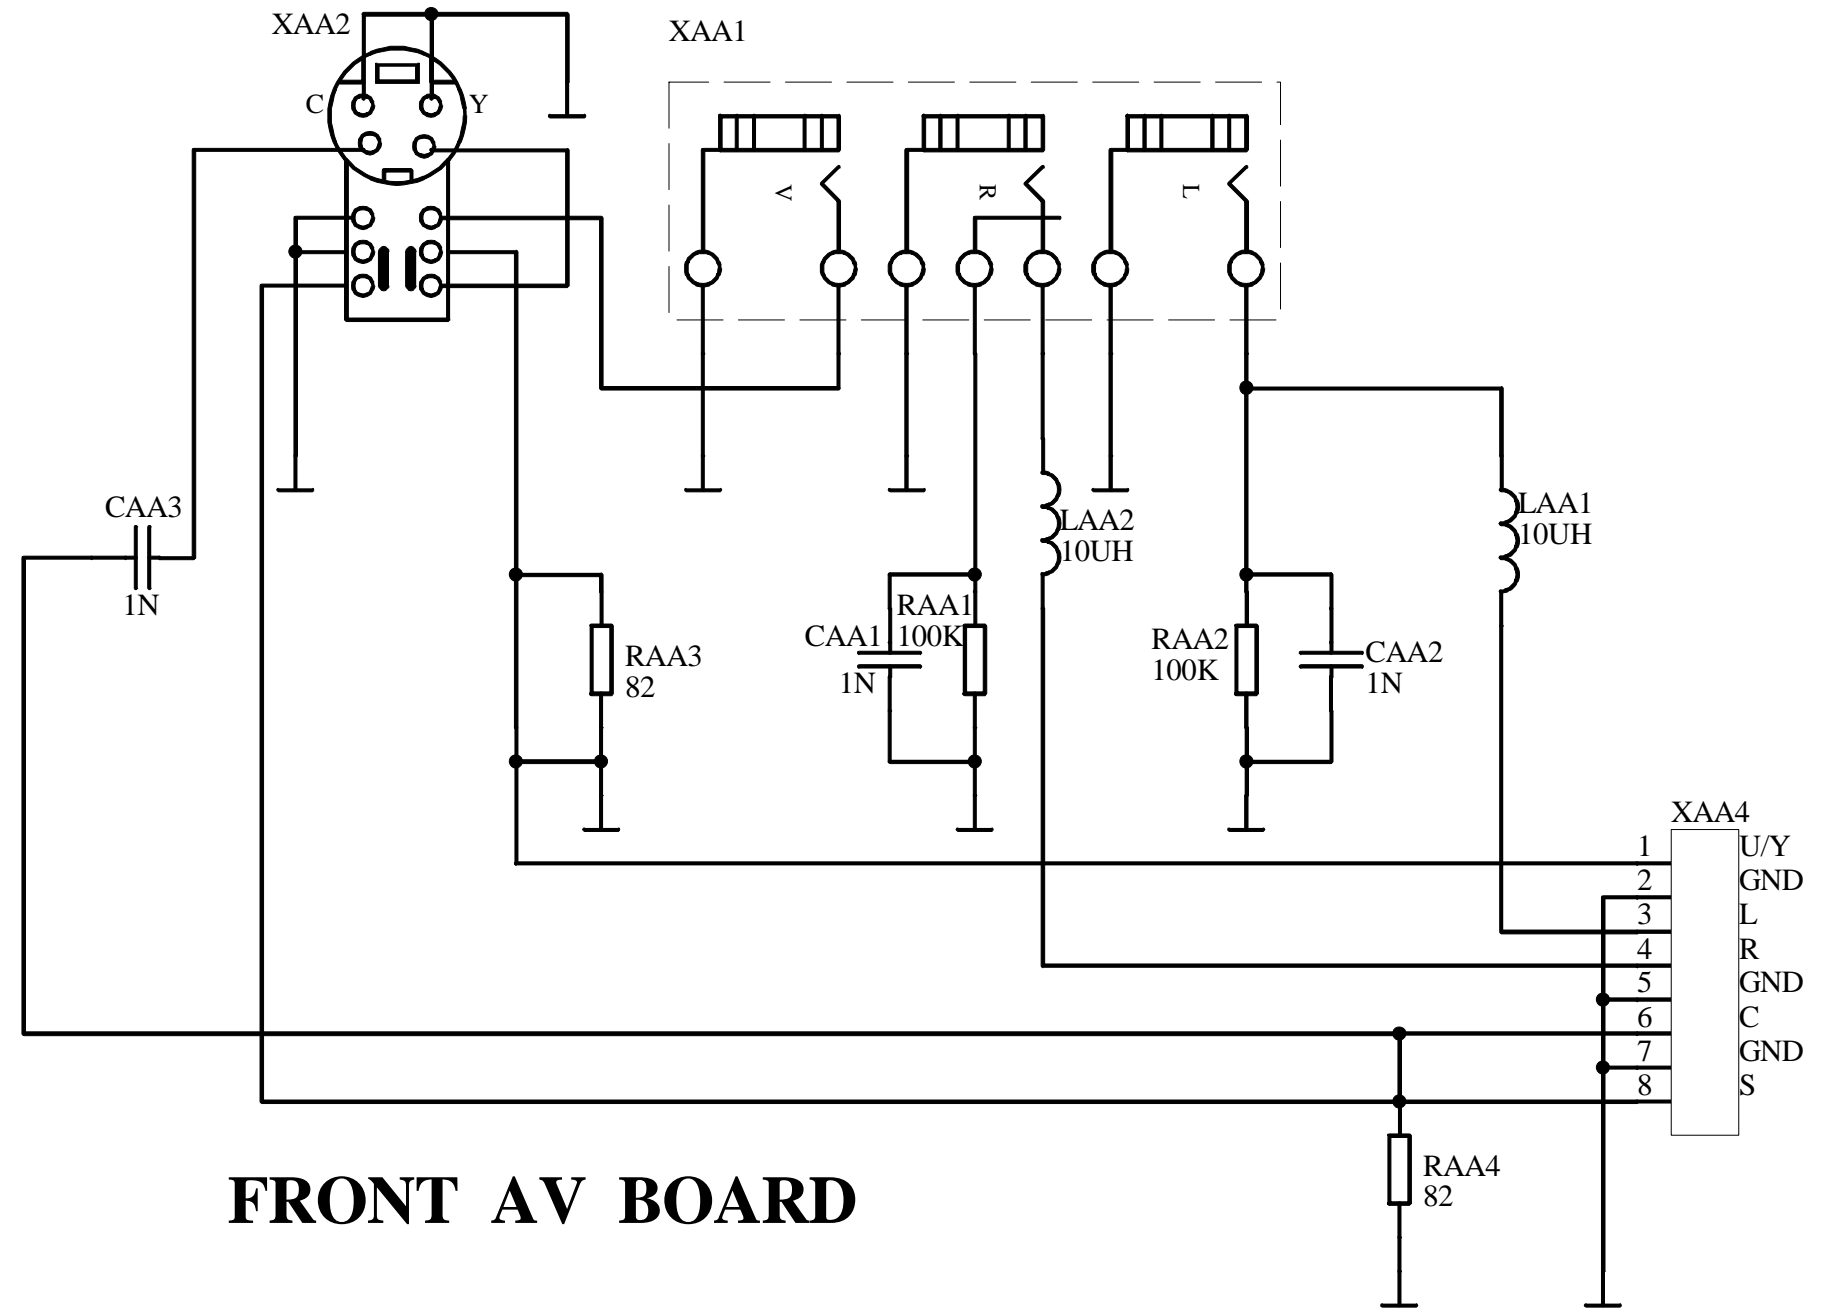 XAA2
XAA1
C
Y
V
R
L
CAA3
1N
LAA2
10UH
LAA1
10UH
RAA3
82
CAA1
1N
RAA1
100K
RAA2
100K
CAA2
1N
XAA4
1 U/Y
2 GND
3 L
4 R
5 GND
6 C
7 GND
8 S
RAA4
82
FRONT AV BOARD